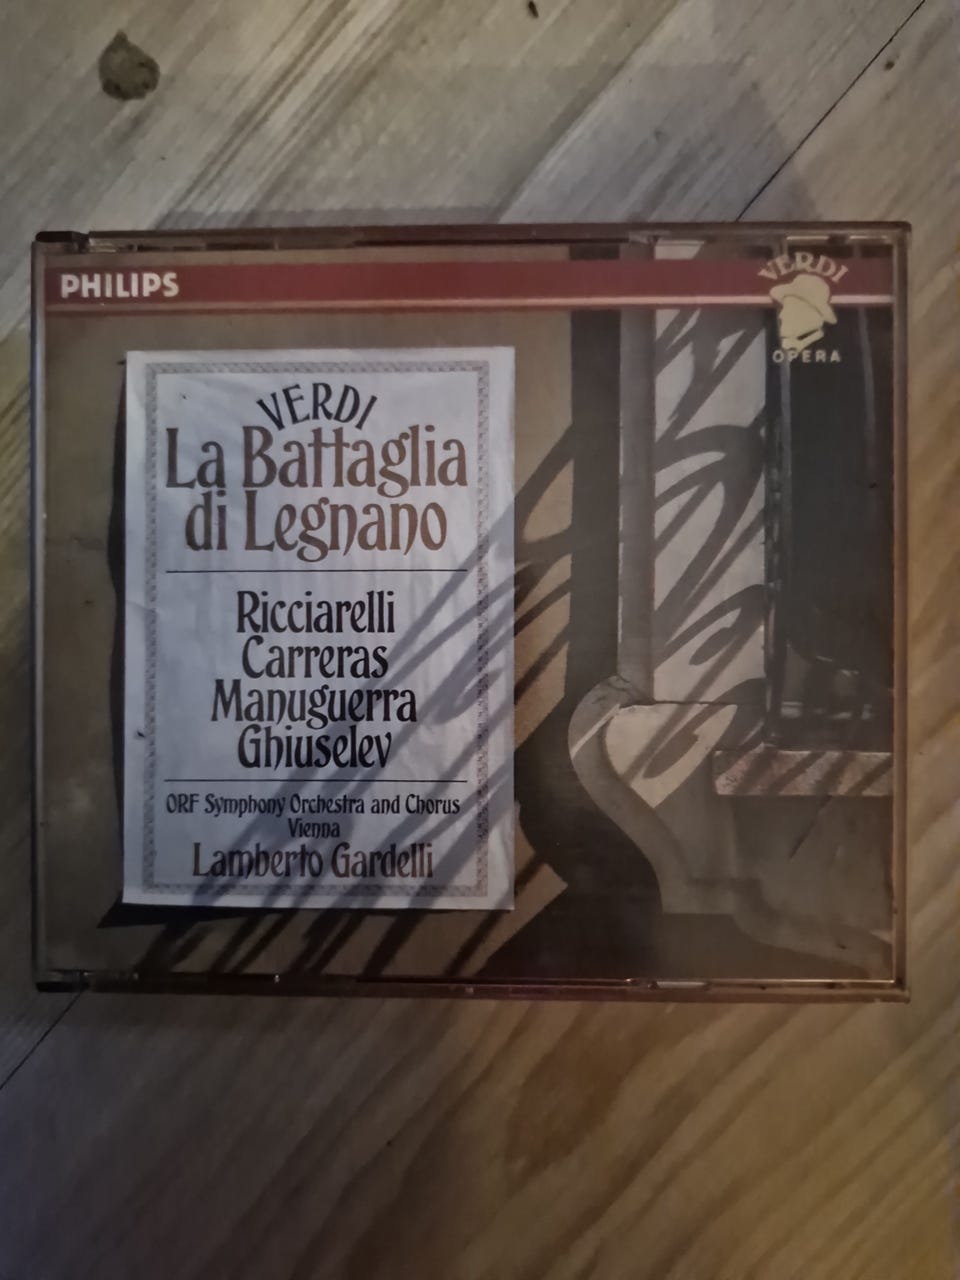 PHILIPS
VERDI
OPERA
VERDI
La Battaglia
di Legnano
Ricciarelli
Carreras
Manuguerra
Ghiuselev
ORF Symphony Orchestra and Chorus
Vienna
Lamberto Gardelli